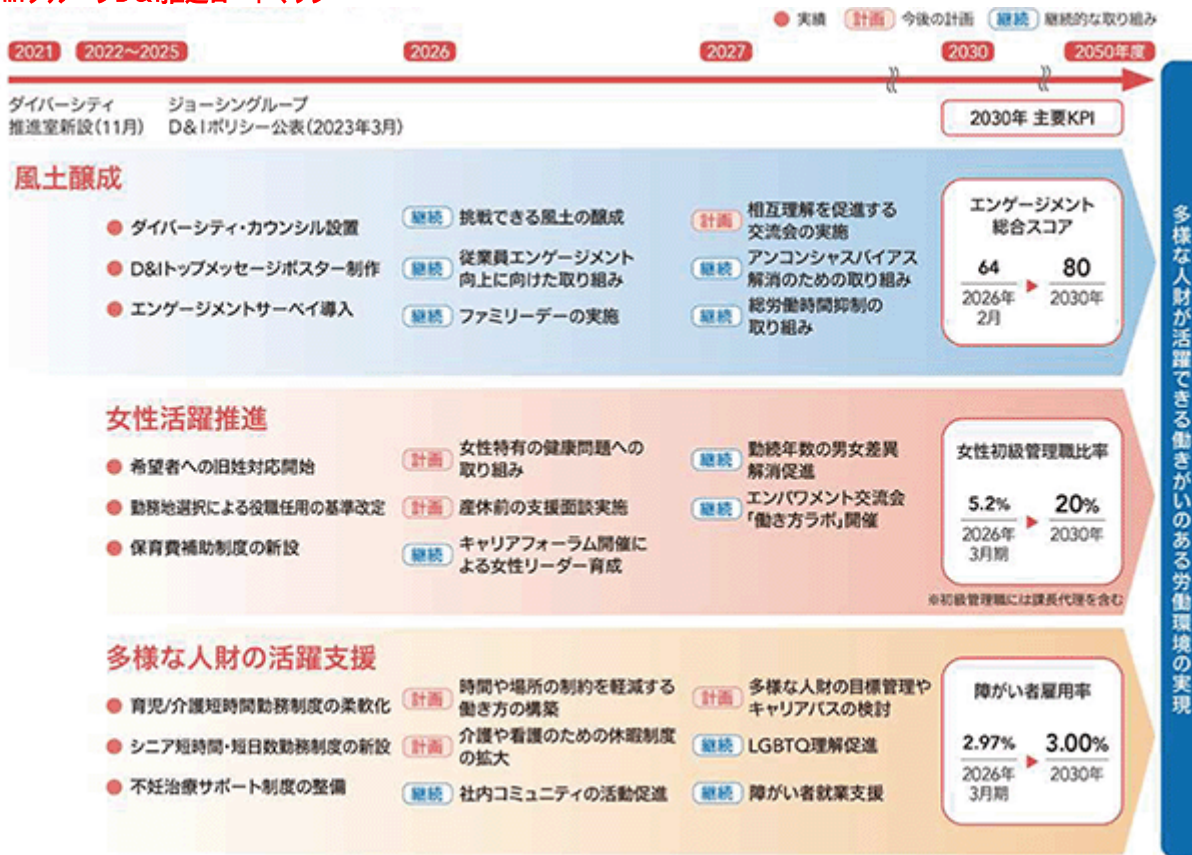 ● 実績 計画 今後の計画 継続 継続的な取り組み
2021 2022~2025 2026 2027 2030 2050年度
ダイバーシティ
推進室新設(11月)
ジョーシングループ
D&Iポリシー公表(2023年3月)
2030年 主要KPI
風土醸成
● ダイバーシティ・カウンシル設置
● D&Iトップメッセージポスター制作
● エンゲージメントサーベイ導入
継続 挑戦できる風土の醸成
継続 従業員エンゲージメント
向上に向けた取り組み
継続 ファミリーデーの実施
計画 相互理解を促進する
交流会の実施
継続 アンコンシャスバイアス
解消のための取り組み
継続 総労働時間抑制の
取り組み
エンゲージメント
総合スコア
64 ▶ 80
2026年 2030年
2月
女性活躍推進
● 希望者への旧姓対応開始
● 勤務地選択による役職任用の基準改定
● 保育費補助制度の新設
計画 女性特有の健康問題への
取り組み
計画 産休前の支援面談実施
継続 キャリアフォーラム開催に
よる女性リーダー育成
継続 勤続年数の男女差異
解消促進
継続 エンパワメント交流会
「働き方ラボ」開催
女性初級管理職比率
5.2% ▶ 20%
2026年 2030年
3月期
※初級管理職には課長代理を含む
多様な人財の活躍支援
● 育児/介護短時間勤務制度の柔軟化
● シニア短時間・短日数勤務制度の新設
● 不妊治療サポート制度の整備
計画 時間や場所の制約を軽減する
働き方の構築
計画 介護や看護のための休暇制度
の拡大
継続 社内コミュニティの活動促進
計画 多様な人財の目標管理や
キャリアパスの検討
継続 LGBTQ理解促進
継続 障がい者就業支援
障がい者雇用率
2.97% ▶ 3.00%
2026年 2030年
3月期
多様な人財が活躍できる働きがいのある労働環境の実現